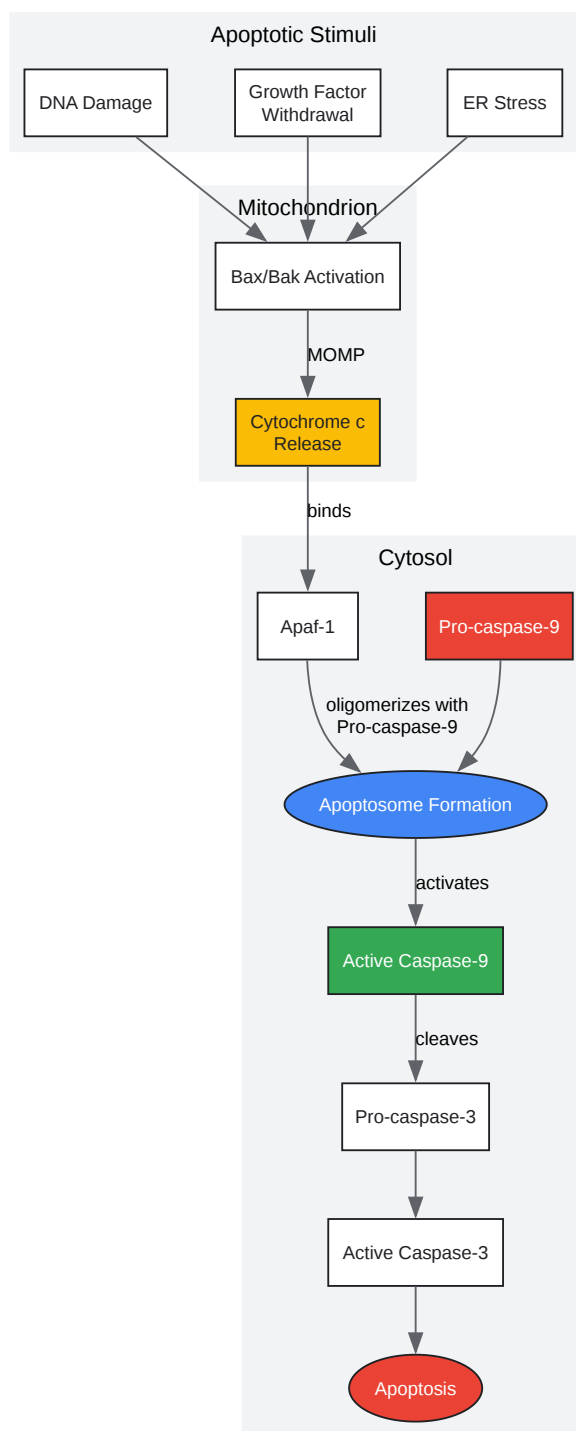 Apoptotic Stimuli
DNA Damage
Growth Factor
Withdrawal
ER Stress
Mitochondrion
Bax/Bak Activation
MOMP
Cytochrome c
Release
binds
Cytosol
Apaf-1
Pro-caspase-9
oligomerizes with
Pro-caspase-9
Apoptosome Formation
activates
Active Caspase-9
cleaves
Pro-caspase-3
Active Caspase-3
Apoptosis